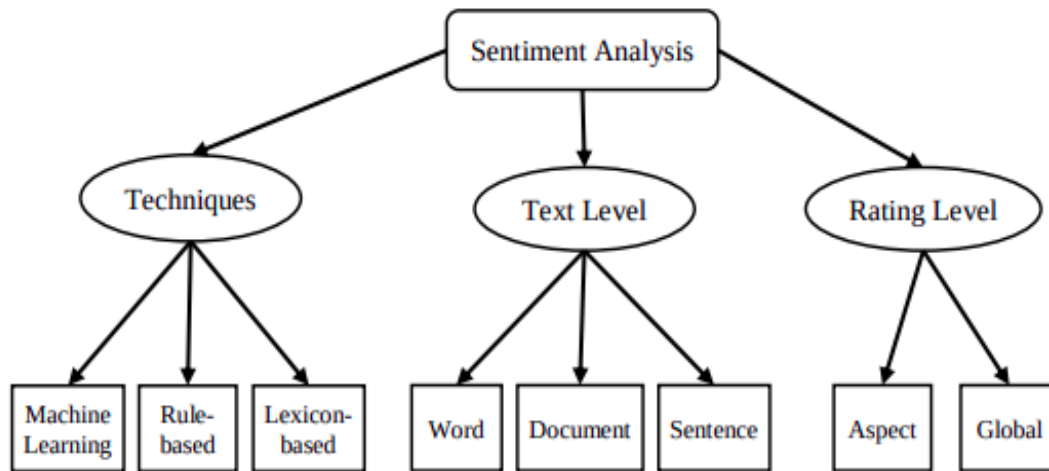 Sentiment Analysis
Techniques
Text Level
Rating Level
Machine
Learning
Rule-
based
Lexicon-
based
Word
Document
Sentence
Aspect
Global